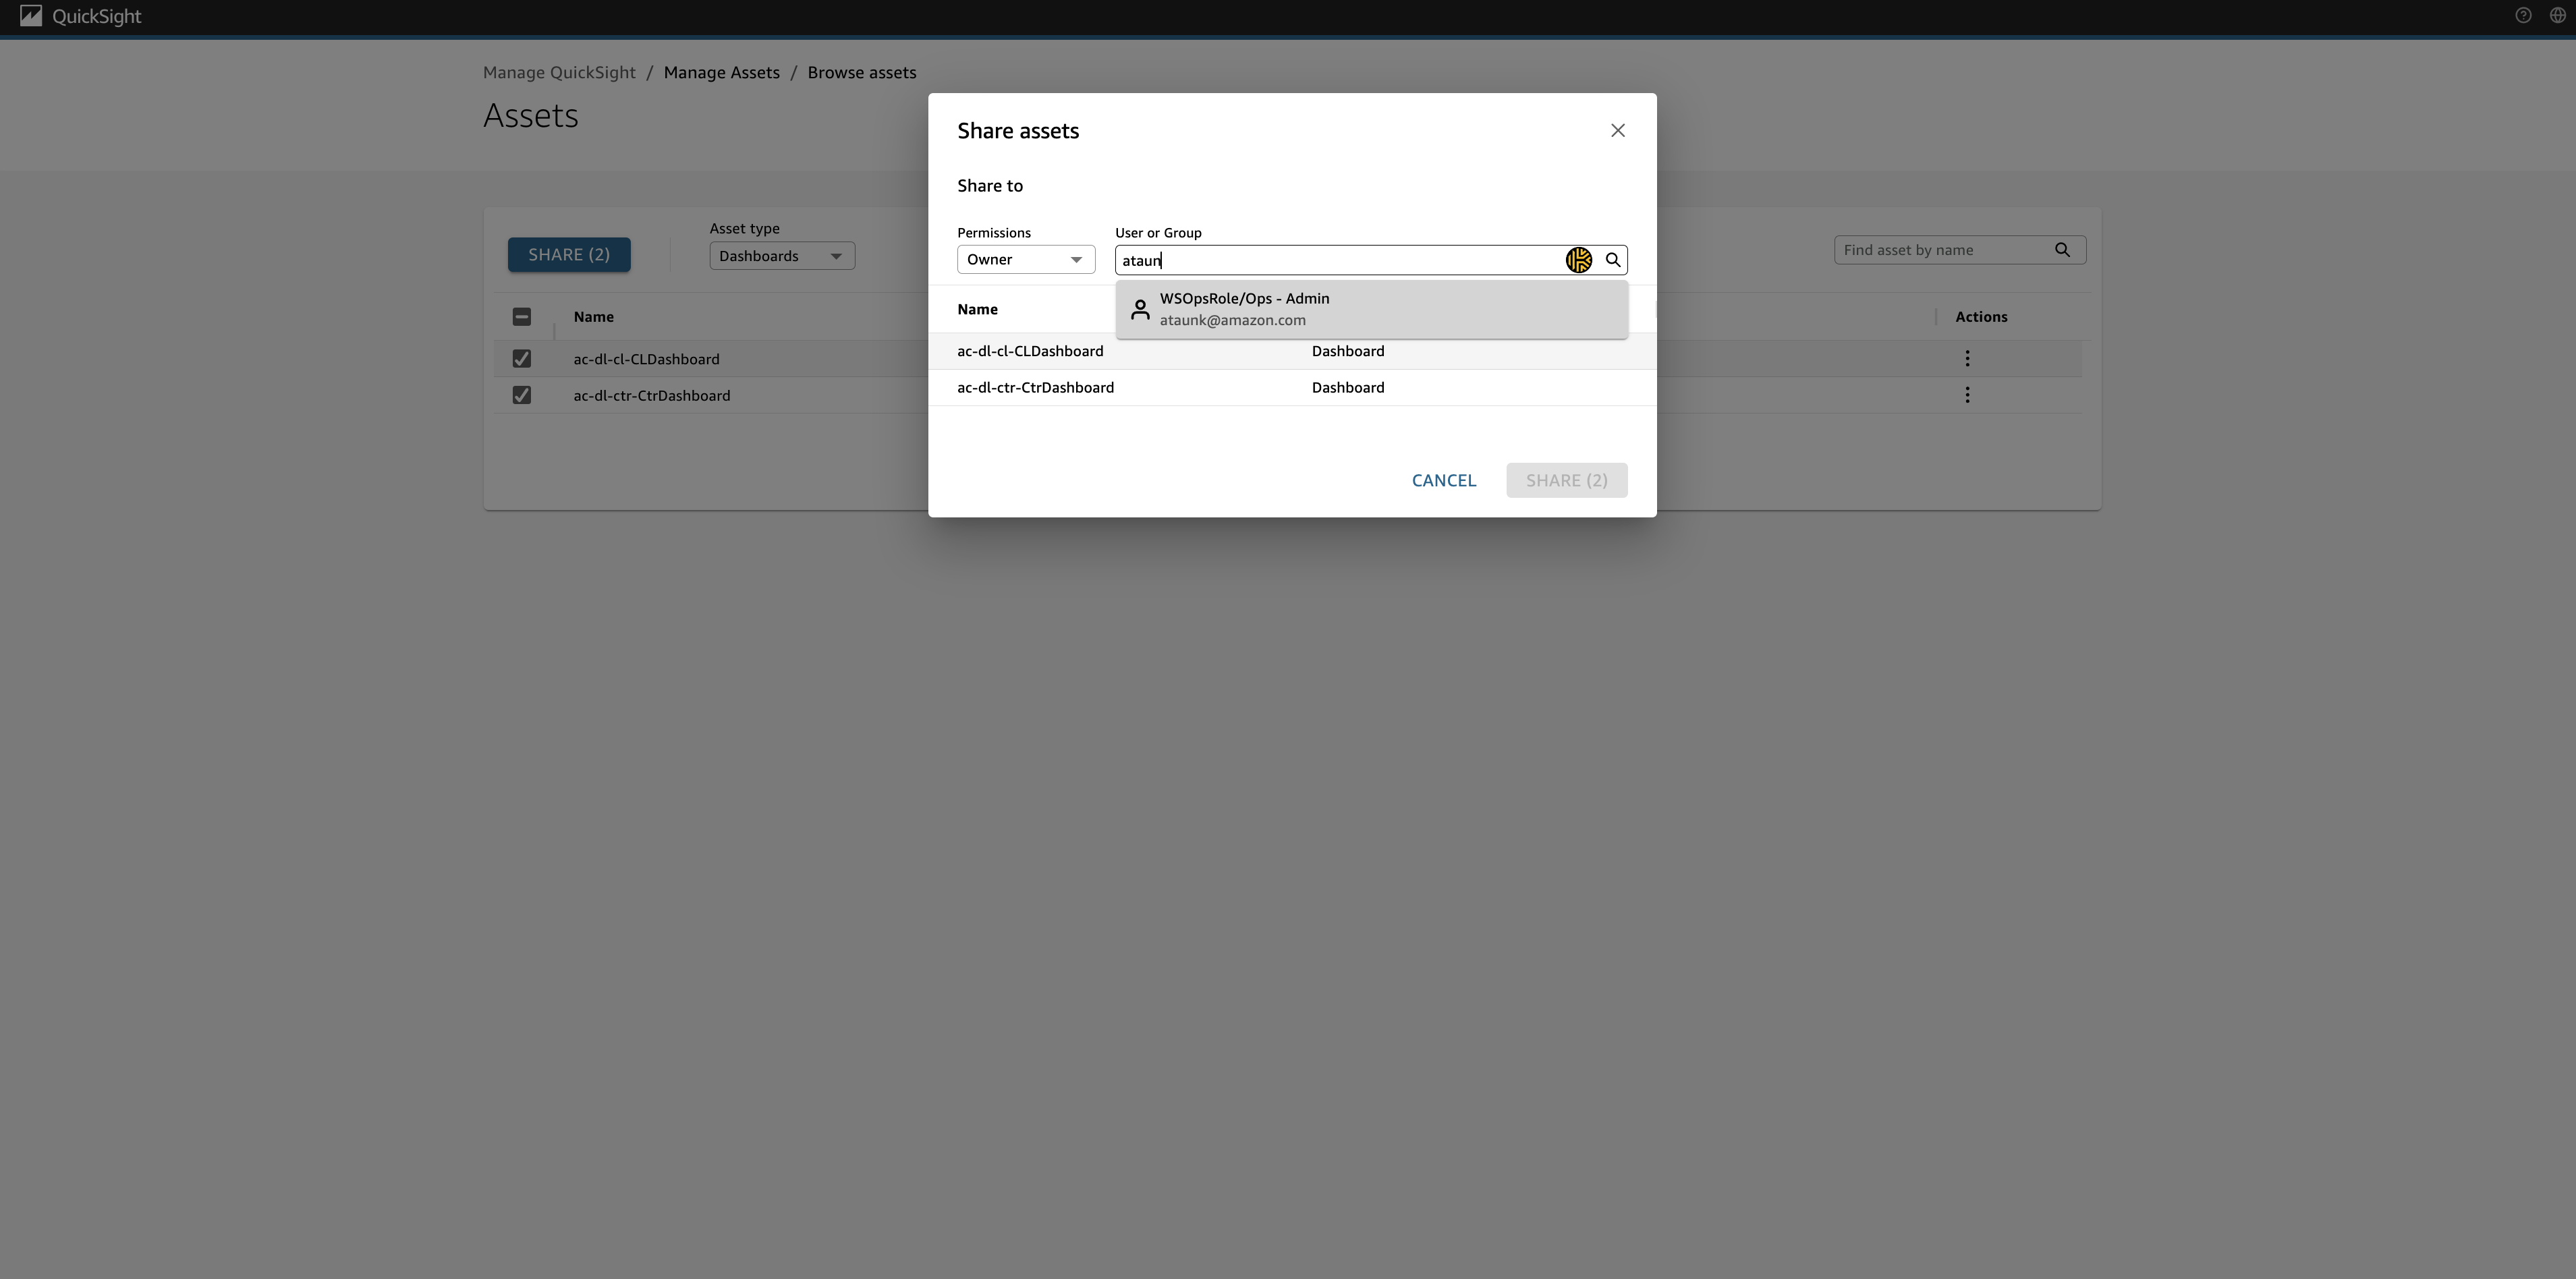 QuickSight
Manage QuickSight / Manage Assets / Browse assets
Assets
SHARE (2)
Asset type
Dashboards
Find asset by name
Name
Actions
ac-dl-cl-CLDashboard
ac-dl-ctr-CtrDashboard
Share assets
Share to
Permissions
User or Group
Owner
ataun
WSOpsRole/Ops - Admin
ataunk@amazon.com
Name
ac-dl-cl-CLDashboard Dashboard
ac-dl-ctr-CtrDashboard Dashboard
CANCEL
SHARE (2)